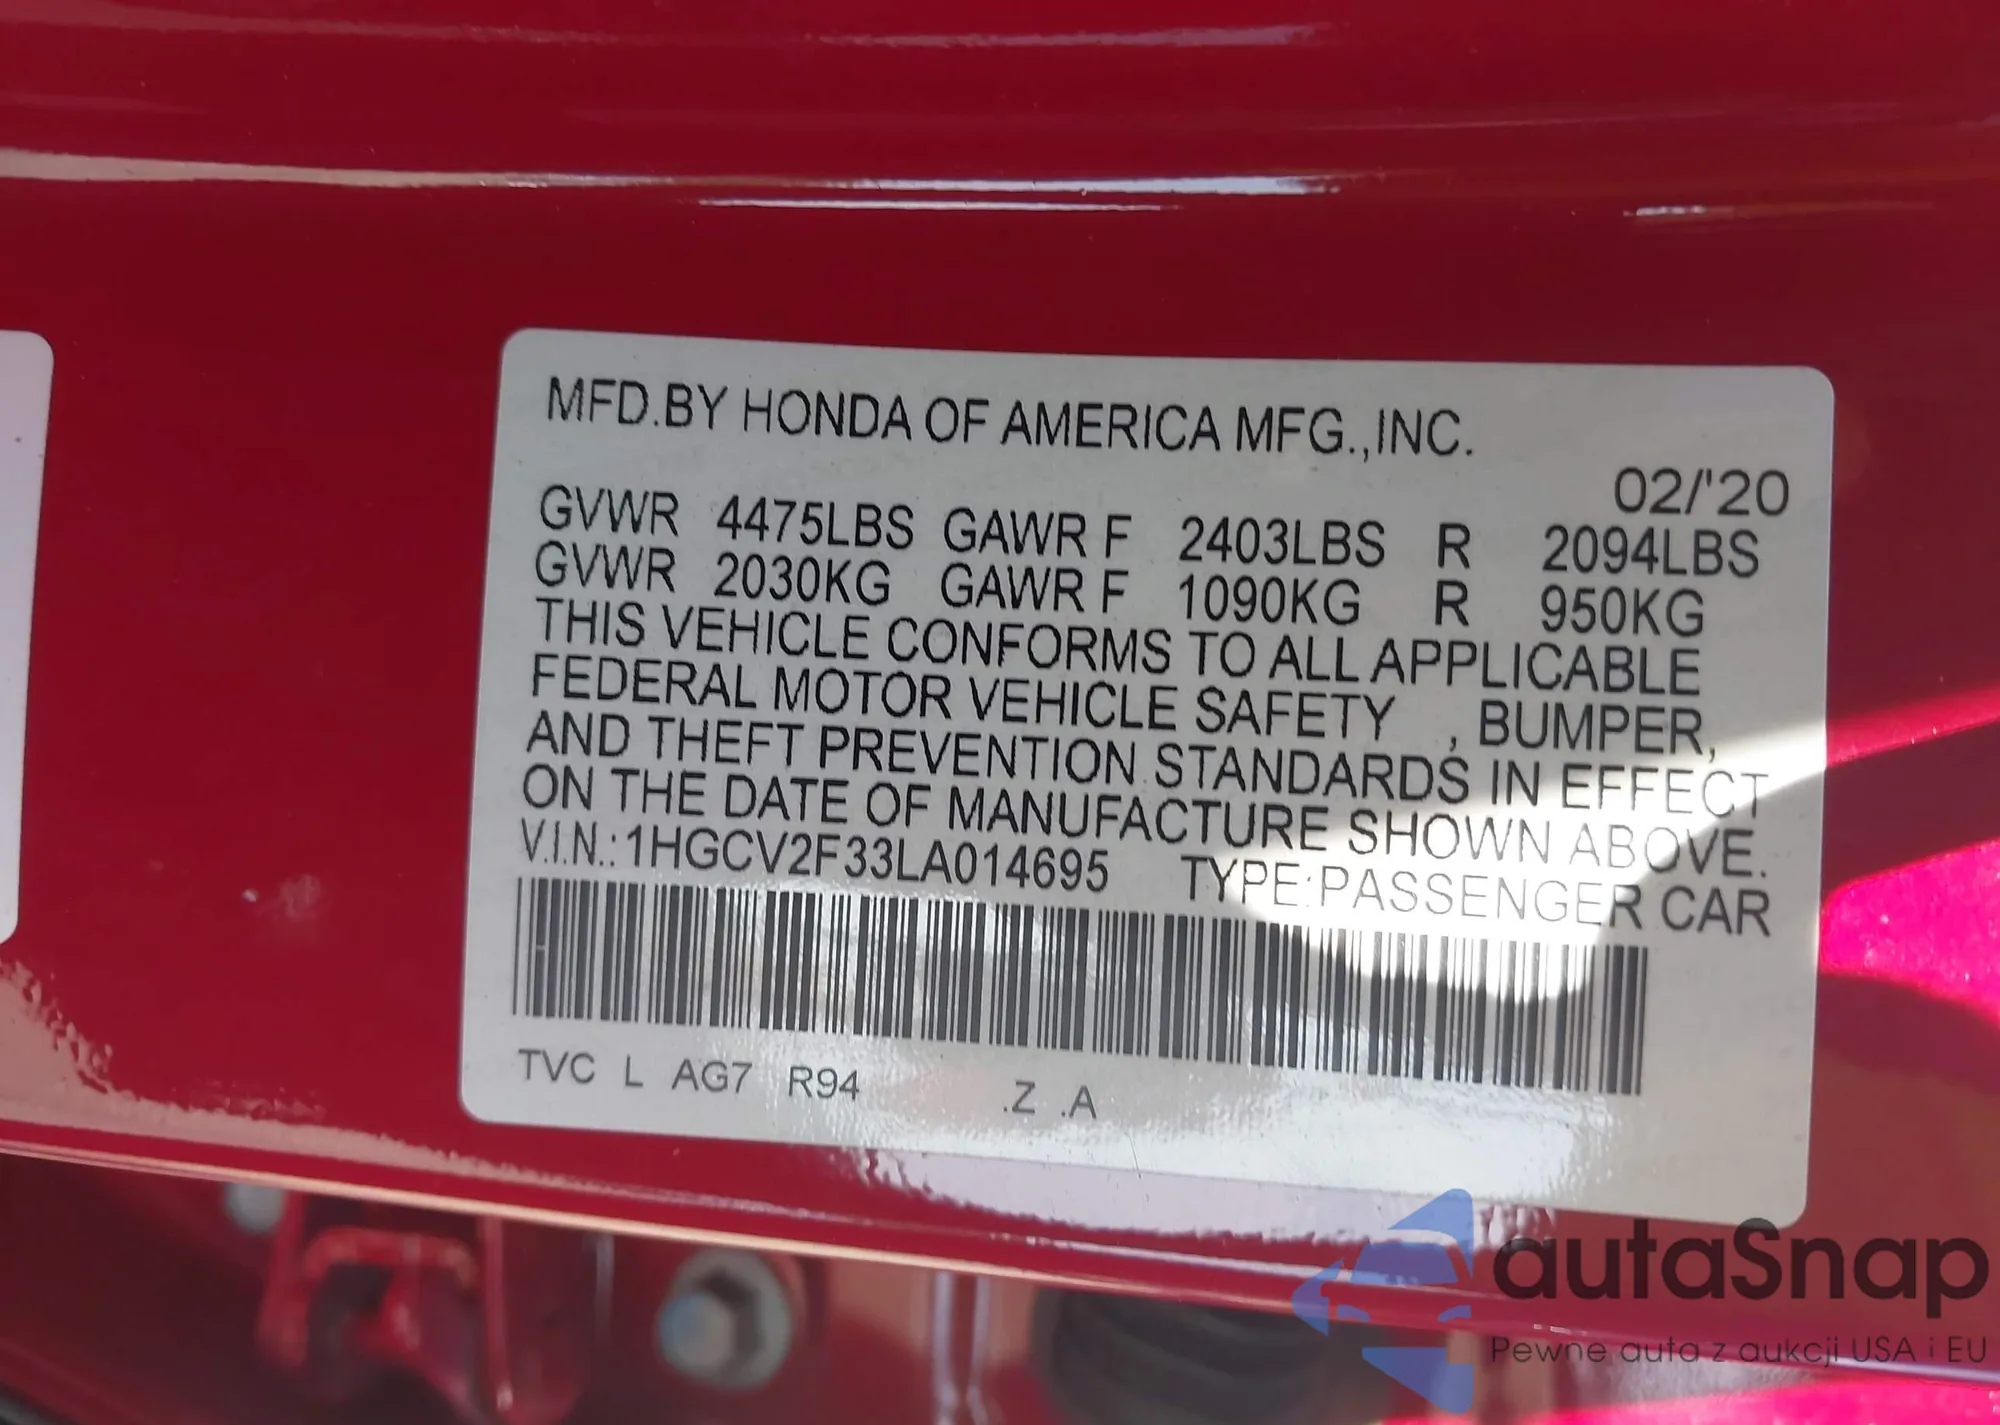 MFD.BY HONDA OF AMERICA MFG.,INC.
02/'20
GVWR 4475LBS GAWR F 2403LBS R 2094LBS
GVWR 2030KG GAWR F 1090KG R 950KG
THIS VEHICLE CONFORMS TO ALL APPLICABLE
FEDERAL MOTOR VEHICLE SAFETY , BUMPER,
AND THEFT PREVENTION STANDARDS IN EFFECT
ON THE DATE OF MANUFACTURE SHOWN ABOVE.
V.I.N.: 1HGCV2F33LA014695 TYPE:PASSENGER CAR
TVC L AG7 R94 .Z .A
autaSnap
Pewne auta z aukcji USA i EU